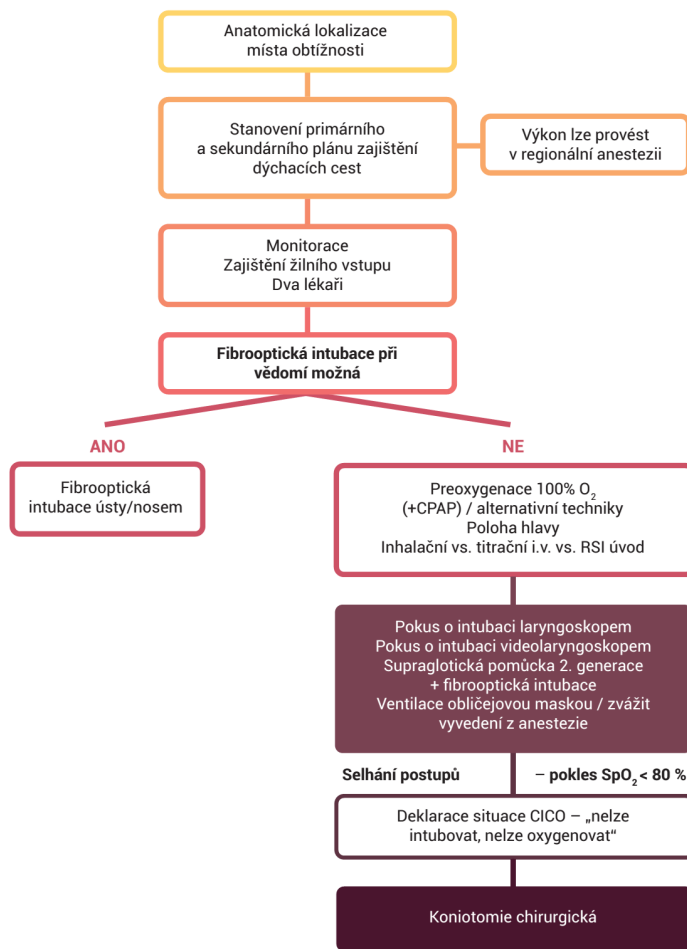 Anatomická lokalizace
místa obtížnosti
Stanovení primárního
a sekundárního plánu zajištění
dýchacích cest
Výkon lze provést
v regionální anestezii
Monitorace
Zajištění žilního vstupu
Dva lékaři
Fibrooptická intubace při
vědomí možná
ANO
NE
Fibrooptická
intubace ústy/nosem
Preoxygenace 100% O₂
(+CPAP) / alternativní techniky
Poloha hlavy
Inhalační vs. titrační i.v. vs. RSI úvod
Pokus o intubaci laryngoskopem
Pokus o intubaci videolaryngoskopem
Supraglotická pomůcka 2. generace
+ fibrooptická intubace
Ventilace obličejovou maskou / zvážit
vyvedení z anestezie
Selhání postupů – pokles SpO₂ < 80 %
Deklarace situace CICO – „nelze
intubovat, nelze oxygenovat“
Koniotomie chirurgická